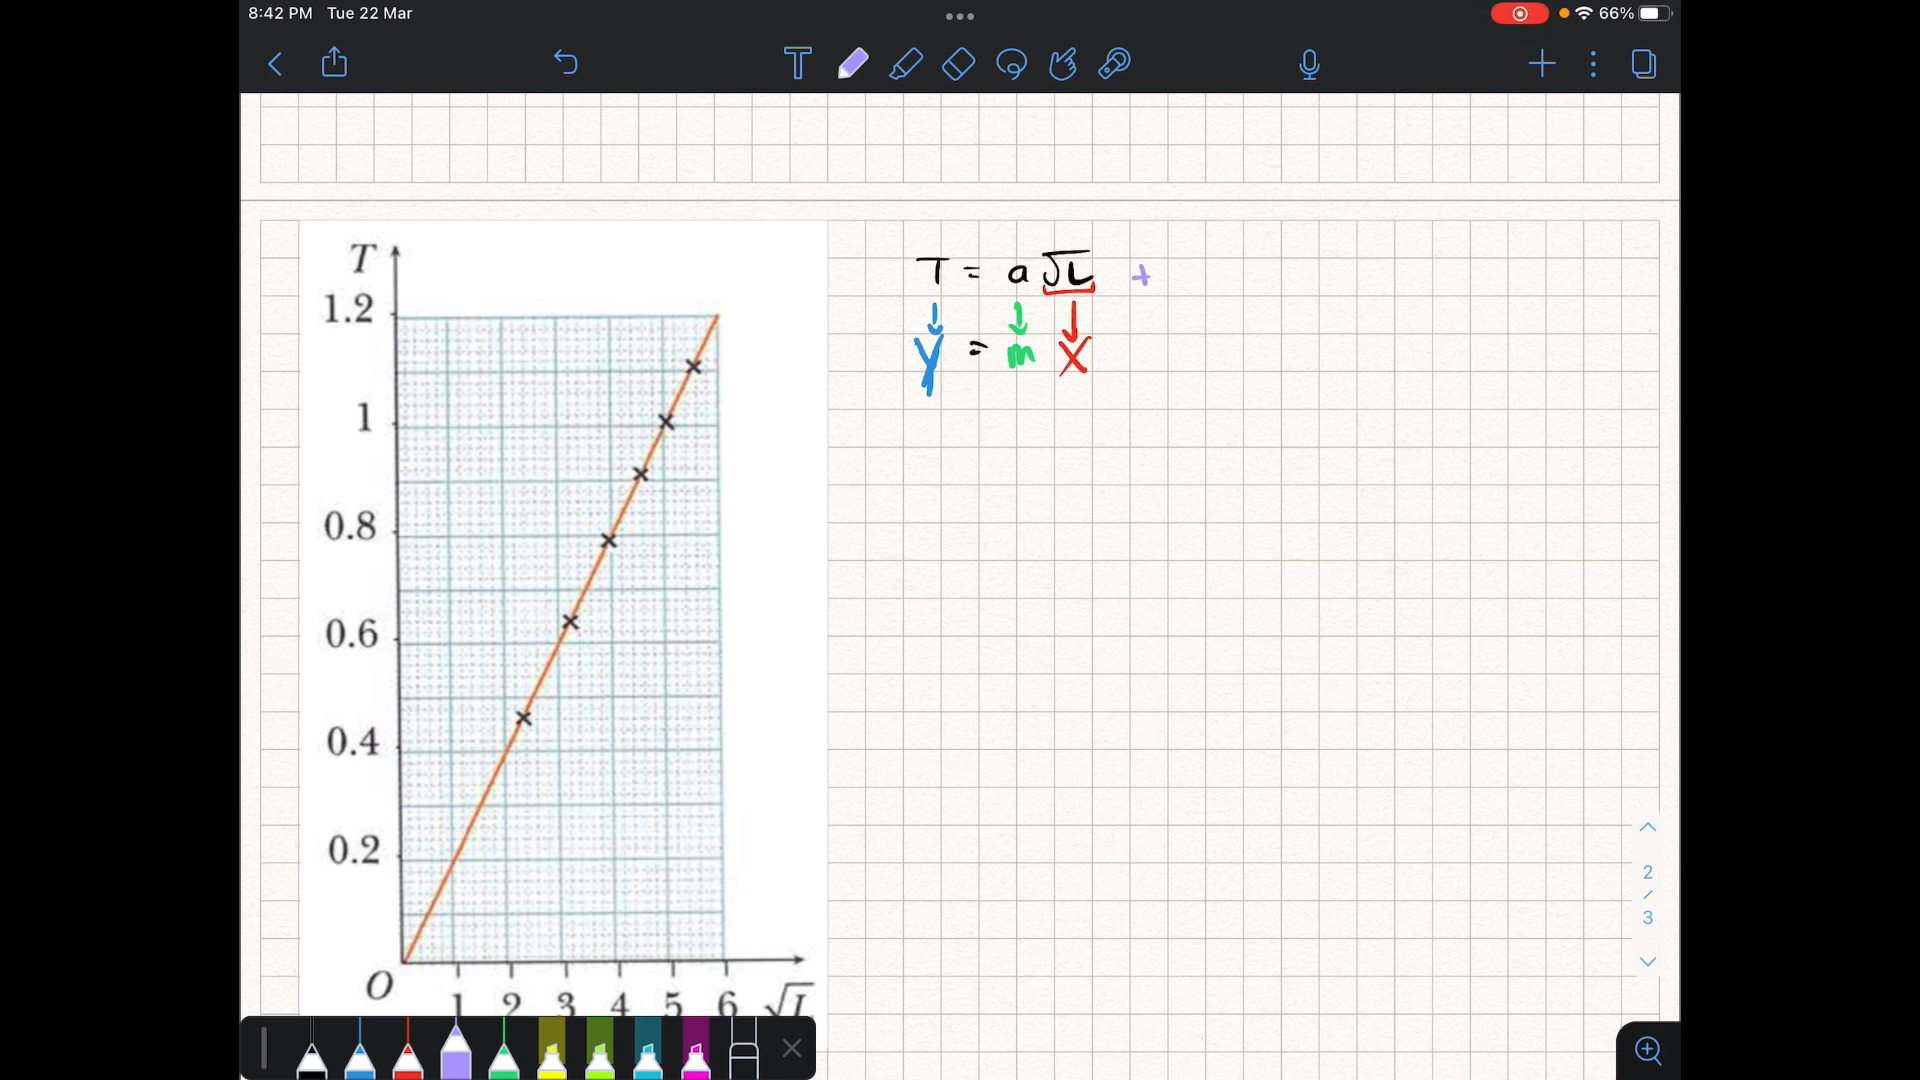 8:42 PM Tue 22 Mar
66%
T
T = a √L +
1.2
Y = m X
1
0.8
0.6
0.4
0.2
2
/
3
O
1 2 3 4 5 6 √L